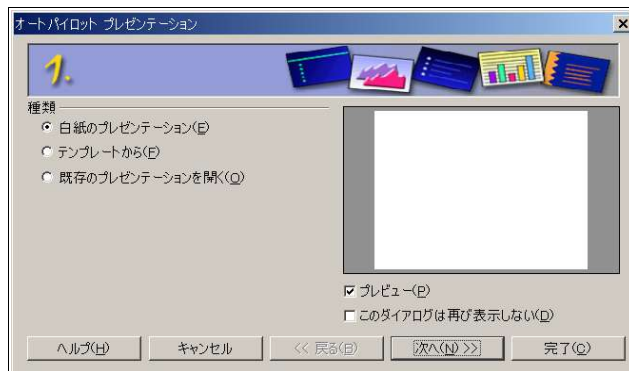 オートパイロット プレゼンテーション
1.
種類
白紙のプレゼンテーション(E)
テンプレートから(F)
既存のプレゼンテーションを開く(O)
プレビュー(P)
このダイアログは再び表示しない(D)
ヘルプ(H) キャンセル << 戻る(B) 次へ(N) >> 完了(C)